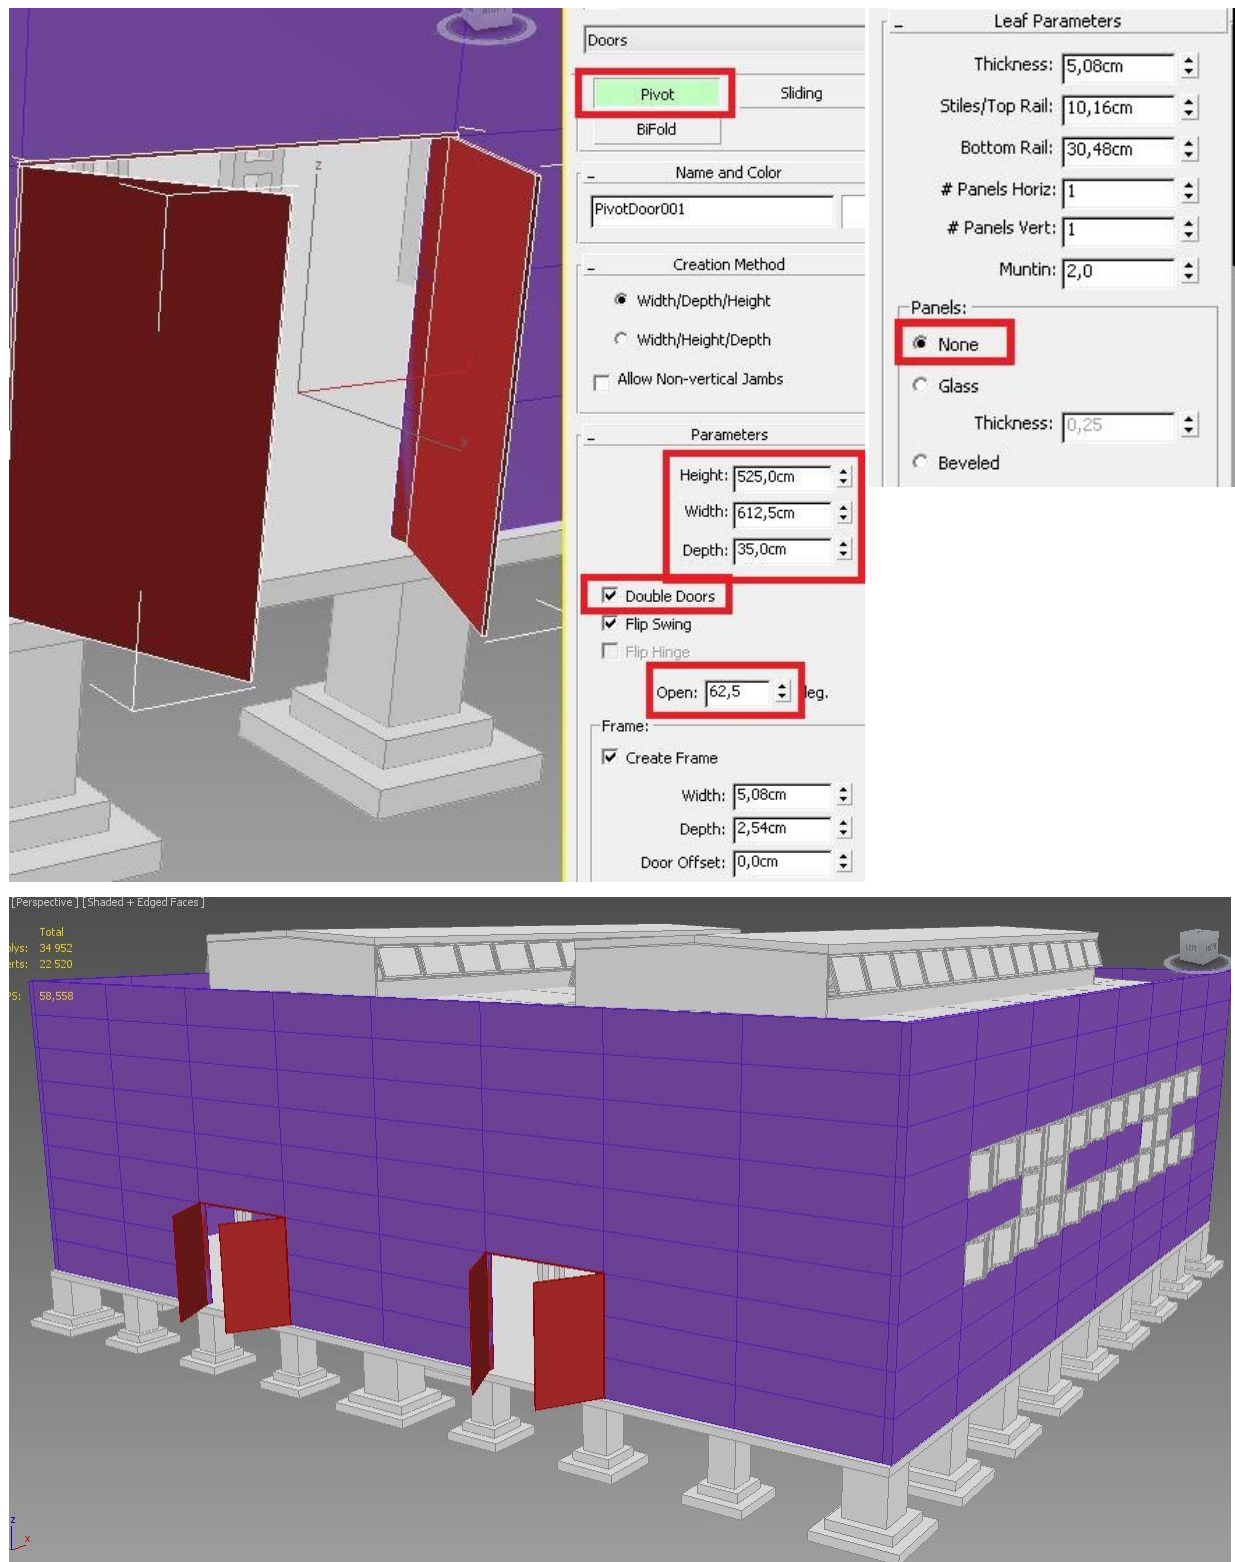 Doors
Pivot
Sliding
BiFold
Name and Color
PivotDoor001
Creation Method
Width/Depth/Height
Width/Height/Depth
Allow Non-vertical Jambs
Parameters
Height: 525,0cm
Width: 612,5cm
Depth: 35,0cm
Double Doors
Flip Swing
Flip Hinge
Open: 62,5 deg.
Frame:
Create Frame
Width: 5,08cm
Depth: 2,54cm
Door Offset: 0,0cm
Leaf Parameters
Thickness: 5,08cm
Stiles/Top Rail: 10,16cm
Bottom Rail: 30,48cm
# Panels Horiz: 1
# Panels Vert: 1
Muntin: 2,0
Panels:
None
Glass
Thickness: 0,25
Beveled
z
x
[Perspective] [Shaded + Edged Faces]
Total
olys: 34 952
erts: 22 520
PS: 58,558
LEFT
z
x